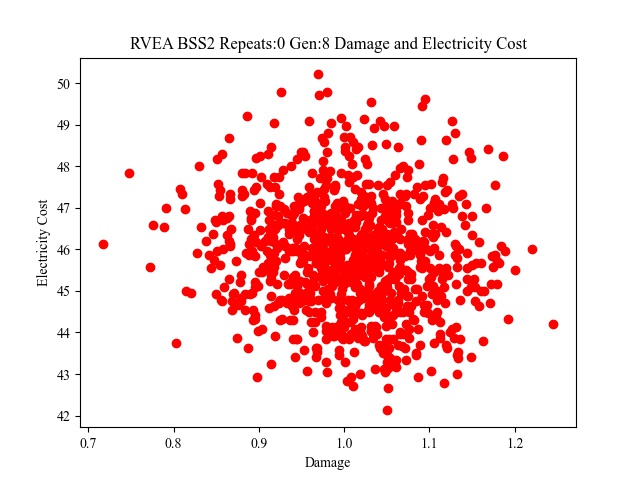 RVEA BSS2 Repeats:0 Gen:8 Damage and Electricity Cost
50
49
48
47
46
45
44
43
42
Electricity Cost
0.7 0.8 0.9 1.0 1.1 1.2
Damage